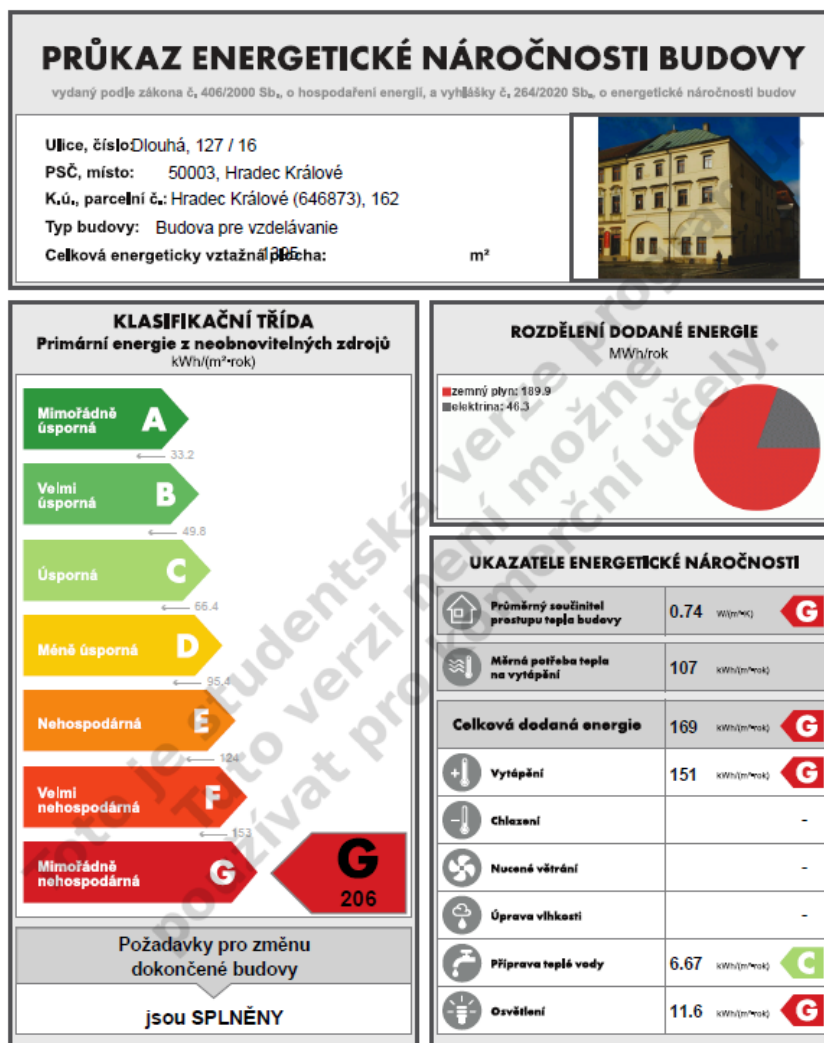 PRŮKAZ ENERGETICKÉ NÁROČNOSTI BUDOVY
vydaný podle zákona č. 406/2000 Sb., o hospodaření energií, a vyhlášky č. 264/2020 Sb., o energetické náročnosti budov
Ulice, číslo: Dlouhá, 127 / 16
PSČ, místo: 50003, Hradec Králové
K.ú., parcelní č.: Hradec Králové (646873), 162
Typ budovy: Budova pre vzdelávanie
Celková energeticky vztažná plocha: m²
KLASIFIKAČNÍ TŘÍDA
Primární energie z neobnovitelných zdrojů
kWh/(m²•rok)
Mimořádně úsporná A
33.2
Velmi úsporná B
49.8
Úsporná C
66.4
Méně úsporná D
95.4
Nehospodárná E
124
Velmi nehospodárná F
153
Mimořádně nehospodárná G
G
206
Požadavky pro změnu
dokončené budovy
jsou SPLNĚNY
ROZDĚLENÍ DODANÉ ENERGIE
MWh/rok
zemný plyn: 189.9
elektrina: 46.3
UKAZATELE ENERGETICKÉ NÁROČNOSTI
Průměrný součinitel prostupu tepla budovy 0.74 W/(m²•K) G
Měrná potřeba tepla na vytápění 107 kWh/(m²•rok)
Celková dodaná energie 169 kWh/(m²•rok) G
Vytápění 151 kWh/(m²•rok) G
Chlazení -
Nucené větrání -
Úprava vlhkosti -
Příprava teplé vody 6.67 kWh/(m²•rok) C
Osvětlení 11.6 kWh/(m²•rok) G
Toto je studentská verze programu.
Tuto verzi není možné
používat pro komerční účely.